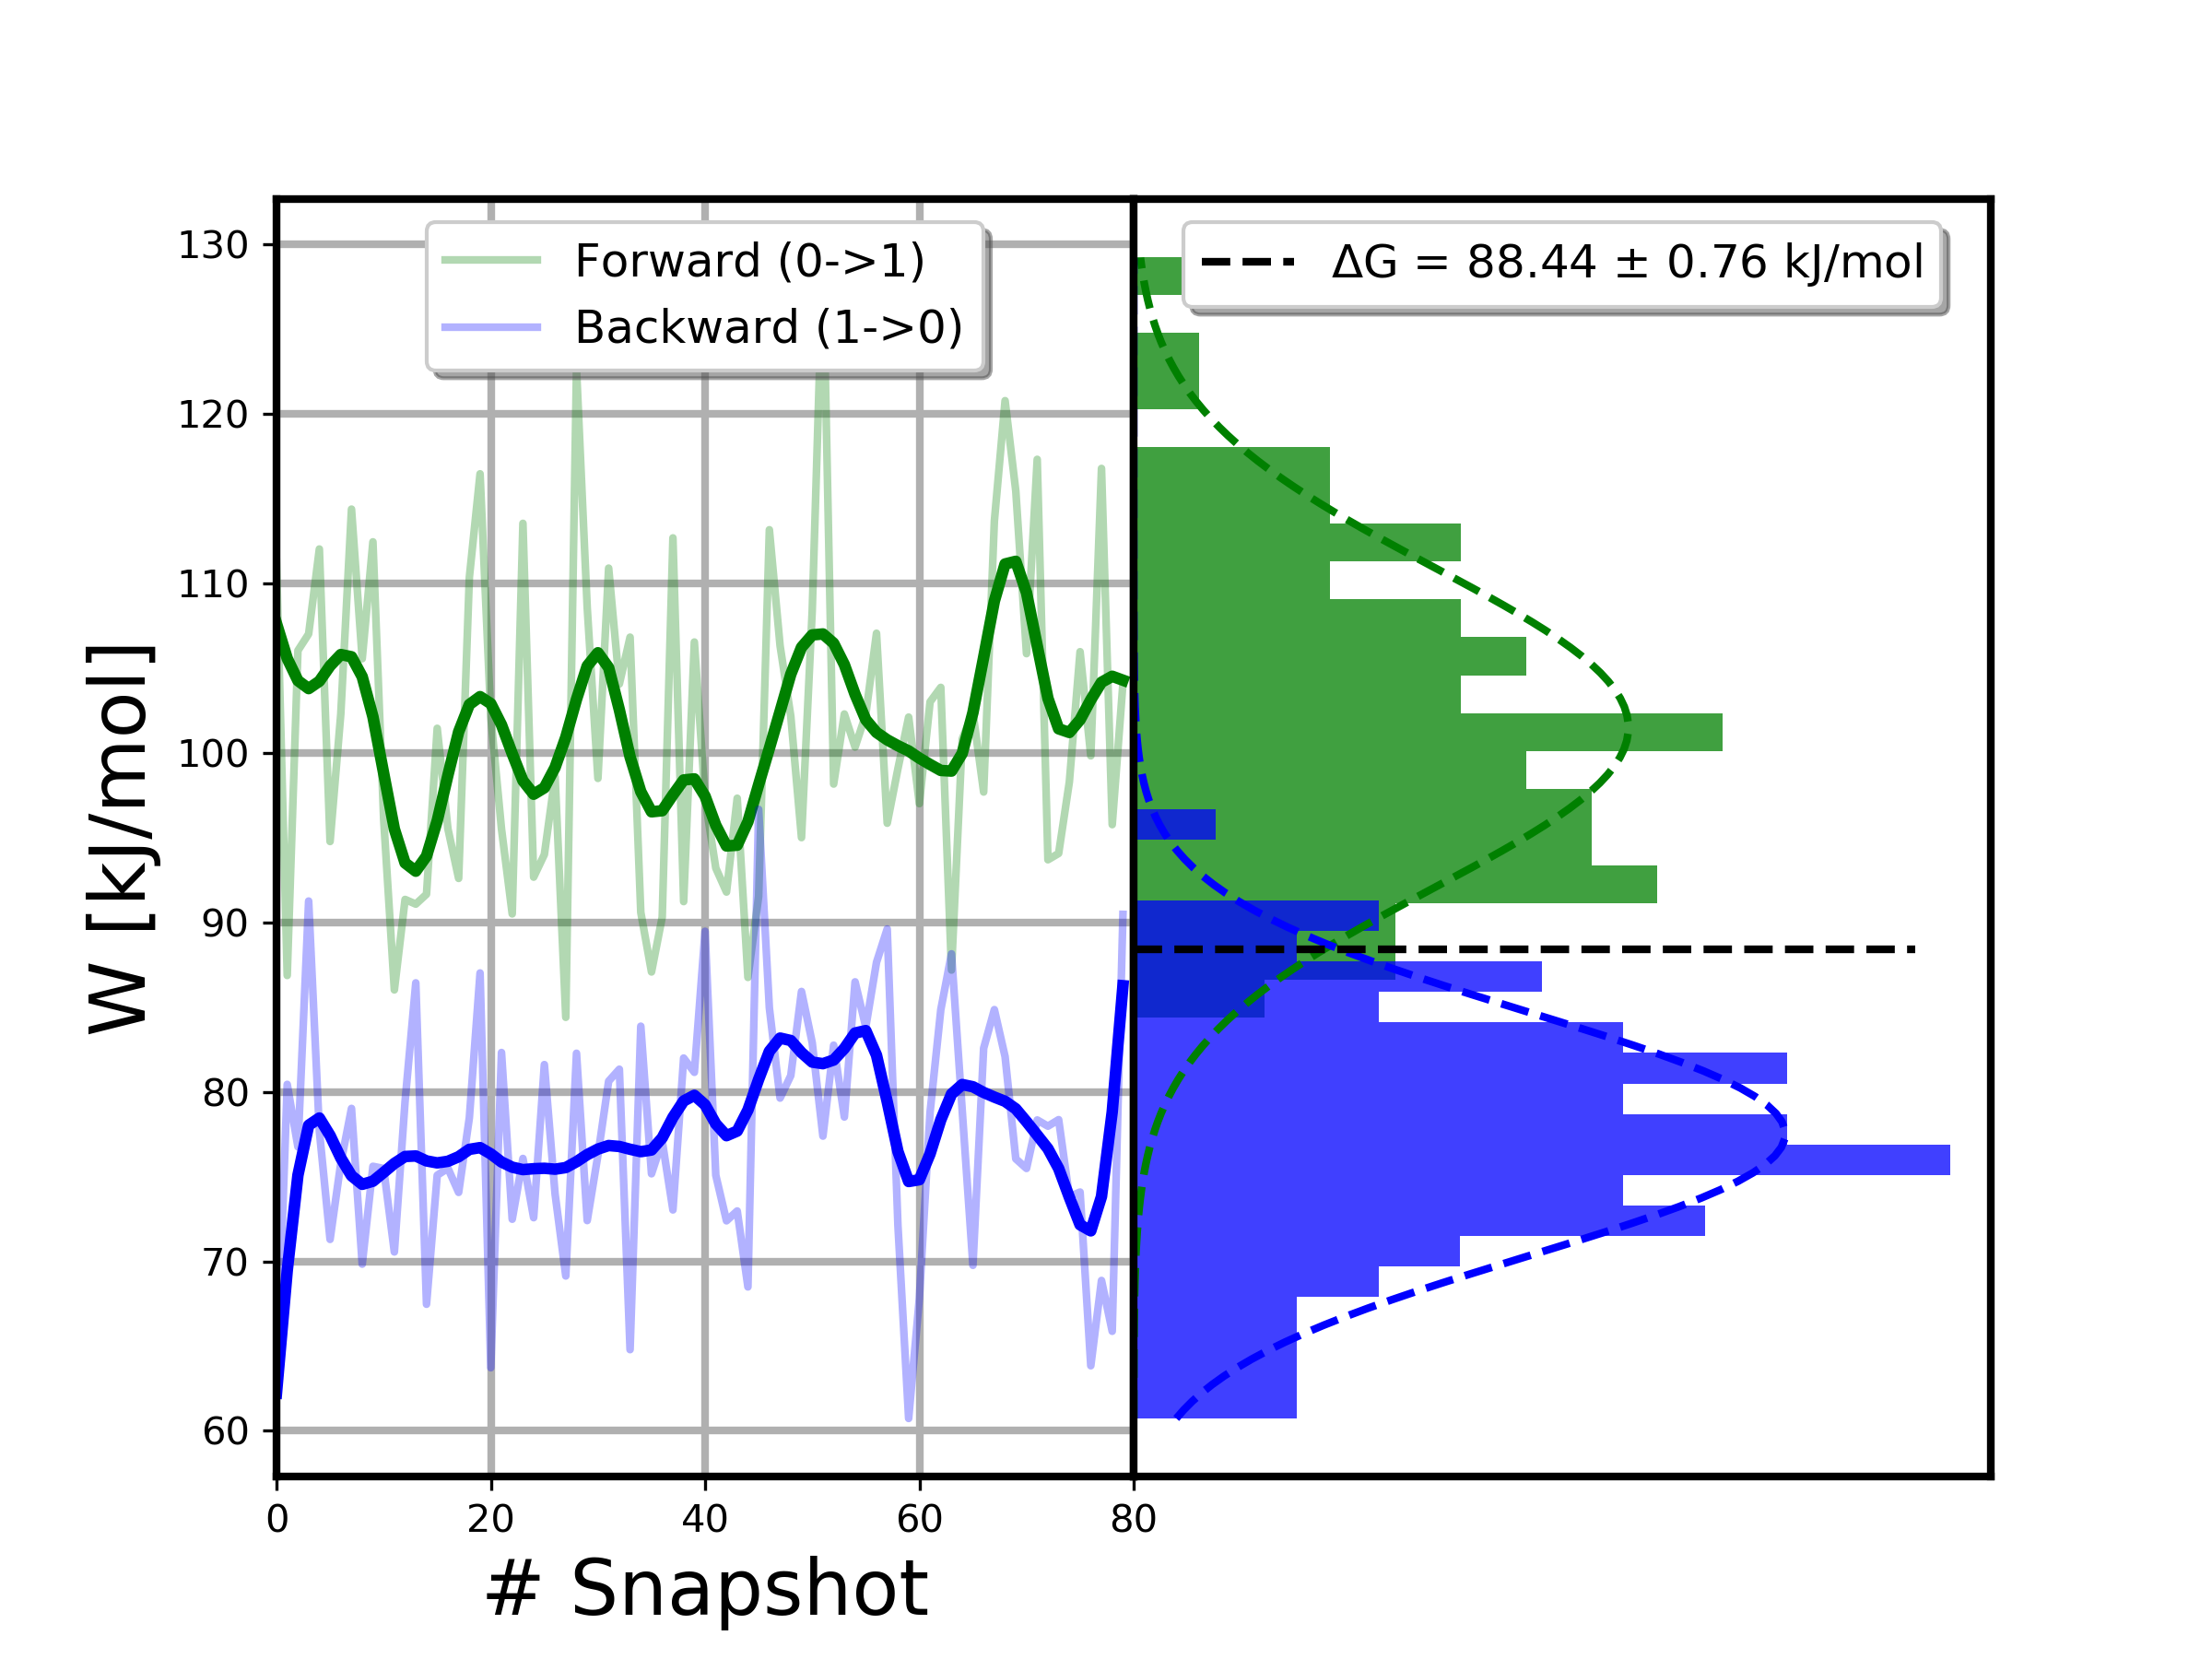 Forward (0->1)
Backward (1->0)
ΔG = 88.44 ± 0.76 kJ/mol
W [kJ/mol]
130
120
110
100
90
80
70
60
0 20 40 60 80
# Snapshot